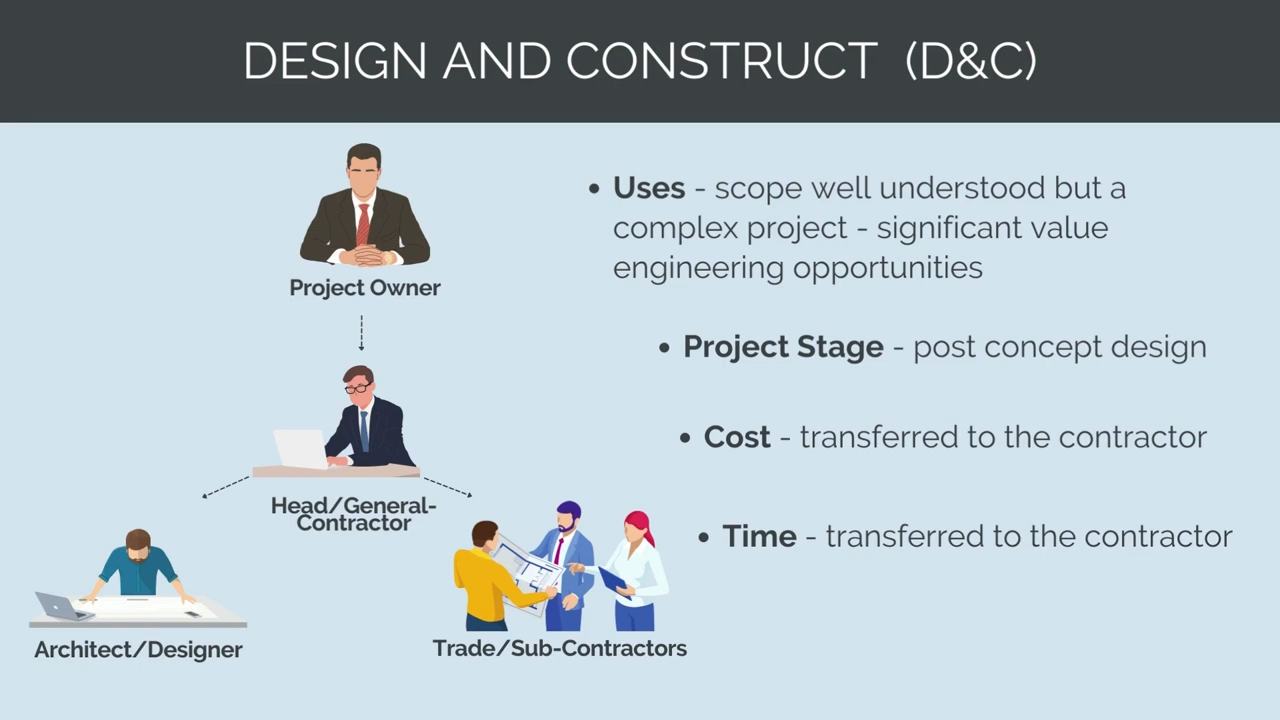 DESIGN AND CONSTRUCT (D&C)
Project Owner
Head/General-
Contractor
Architect/Designer
Trade/Sub-Contractors
• Uses - scope well understood but a
complex project - significant value
engineering opportunities
• Project Stage - post concept design
• Cost - transferred to the contractor
• Time - transferred to the contractor